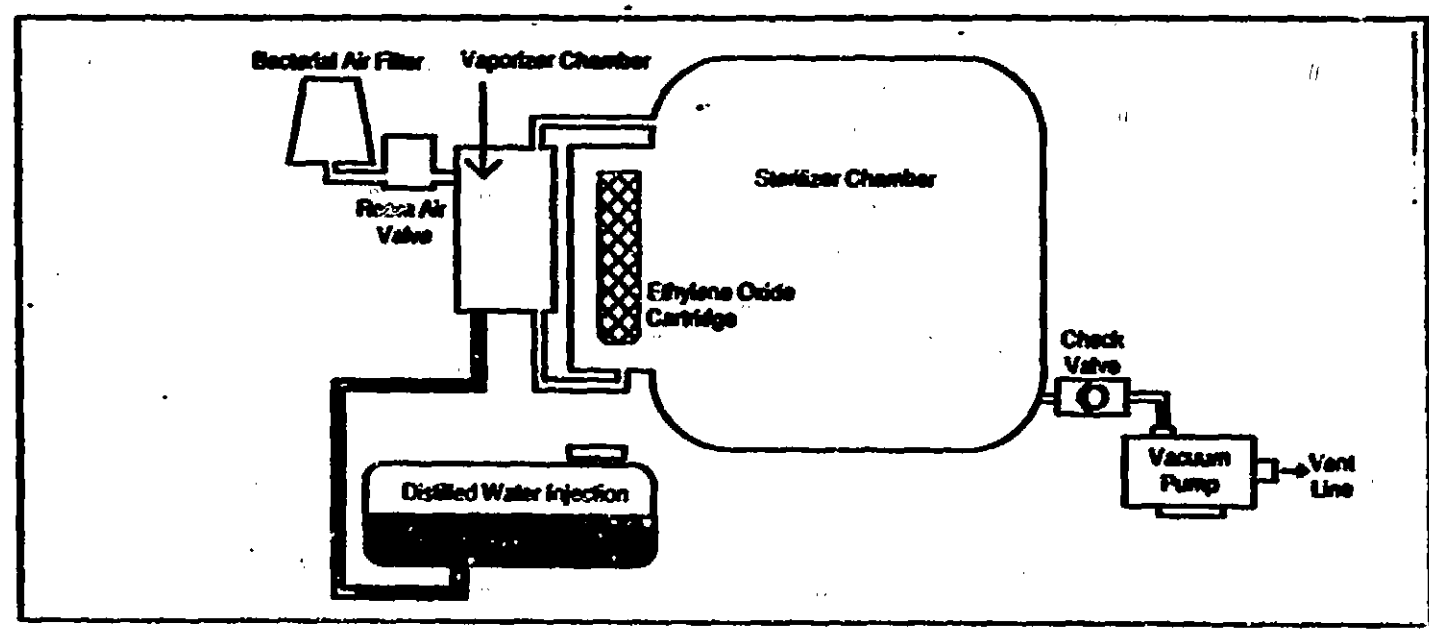 Bacterial Air Filter
Vaporizer Chamber
Sterilizer Chamber
Air
Valve
Ethylene Oxide
Cartridge
Check
Valve
Distilled Water Injection
Vacuum
Pump
Vent
Line